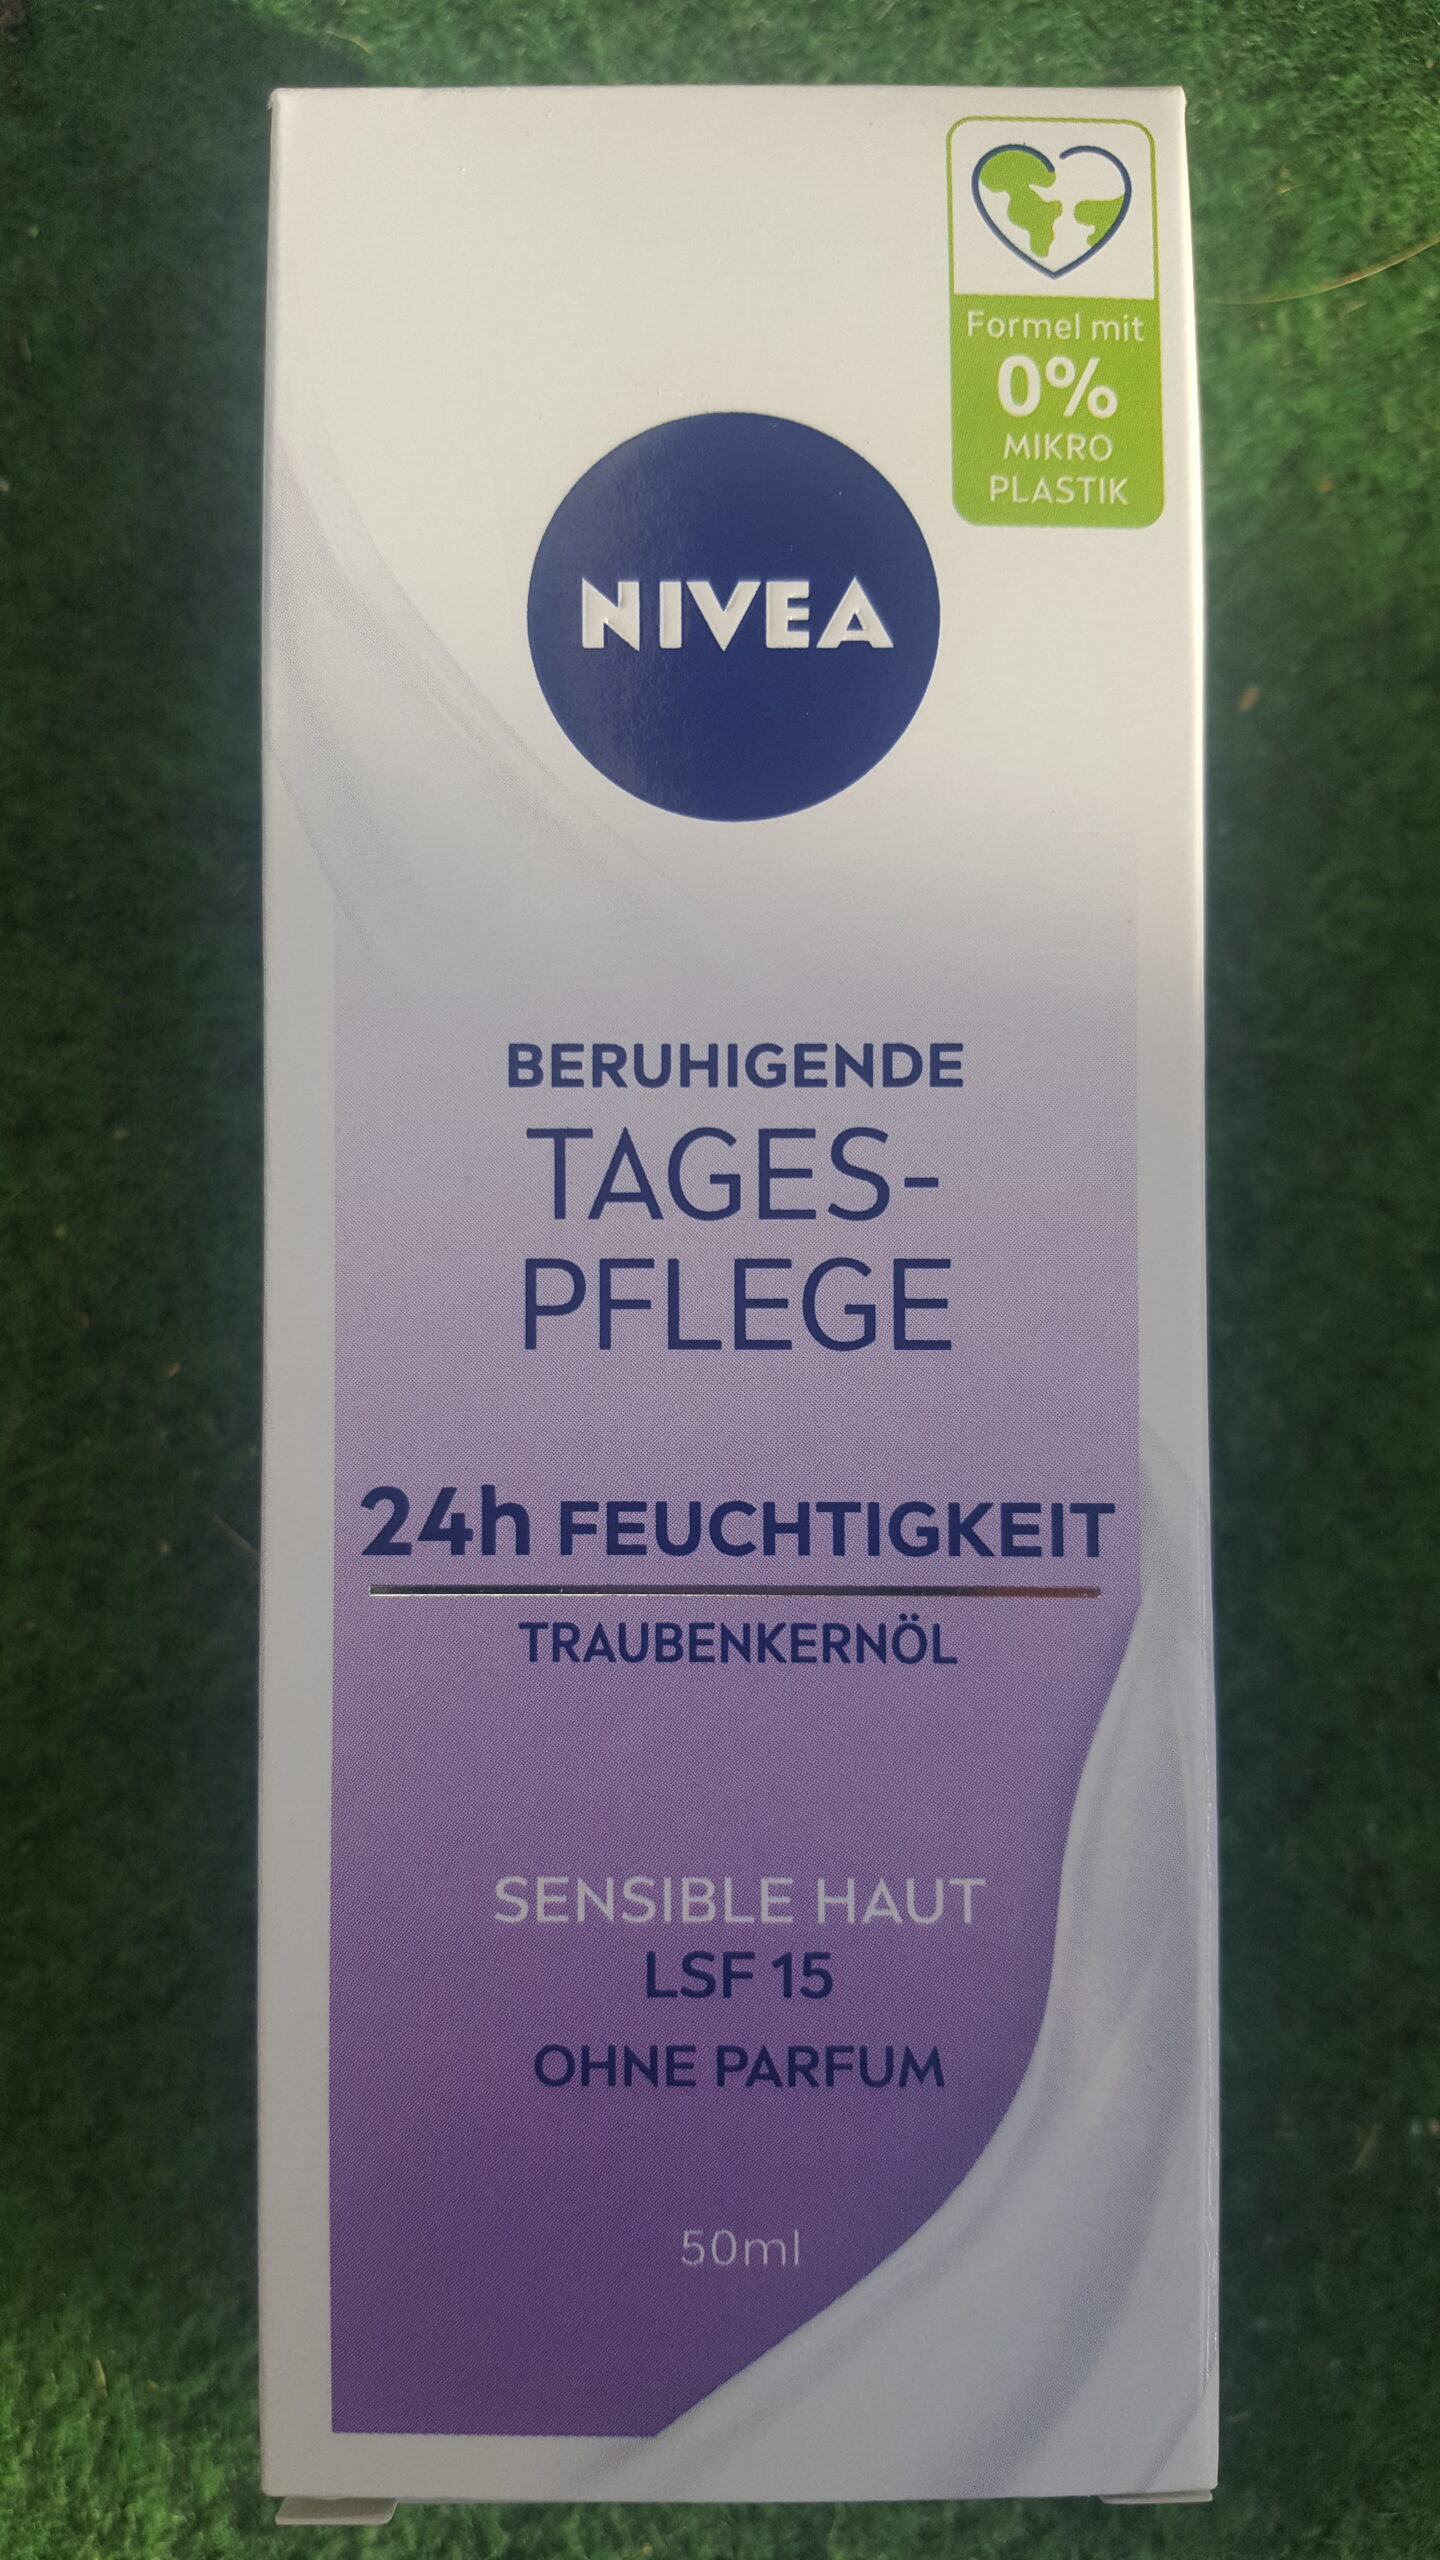 Formel mit
0%
MIKRO
PLASTIK
NIVEA
BERUHIGENDE
TAGES-
PFLEGE
24h FEUCHTIGKEIT
TRAUBENKERNÖL
SENSIBLE HAUT
LSF 15
OHNE PARFUM
50ml